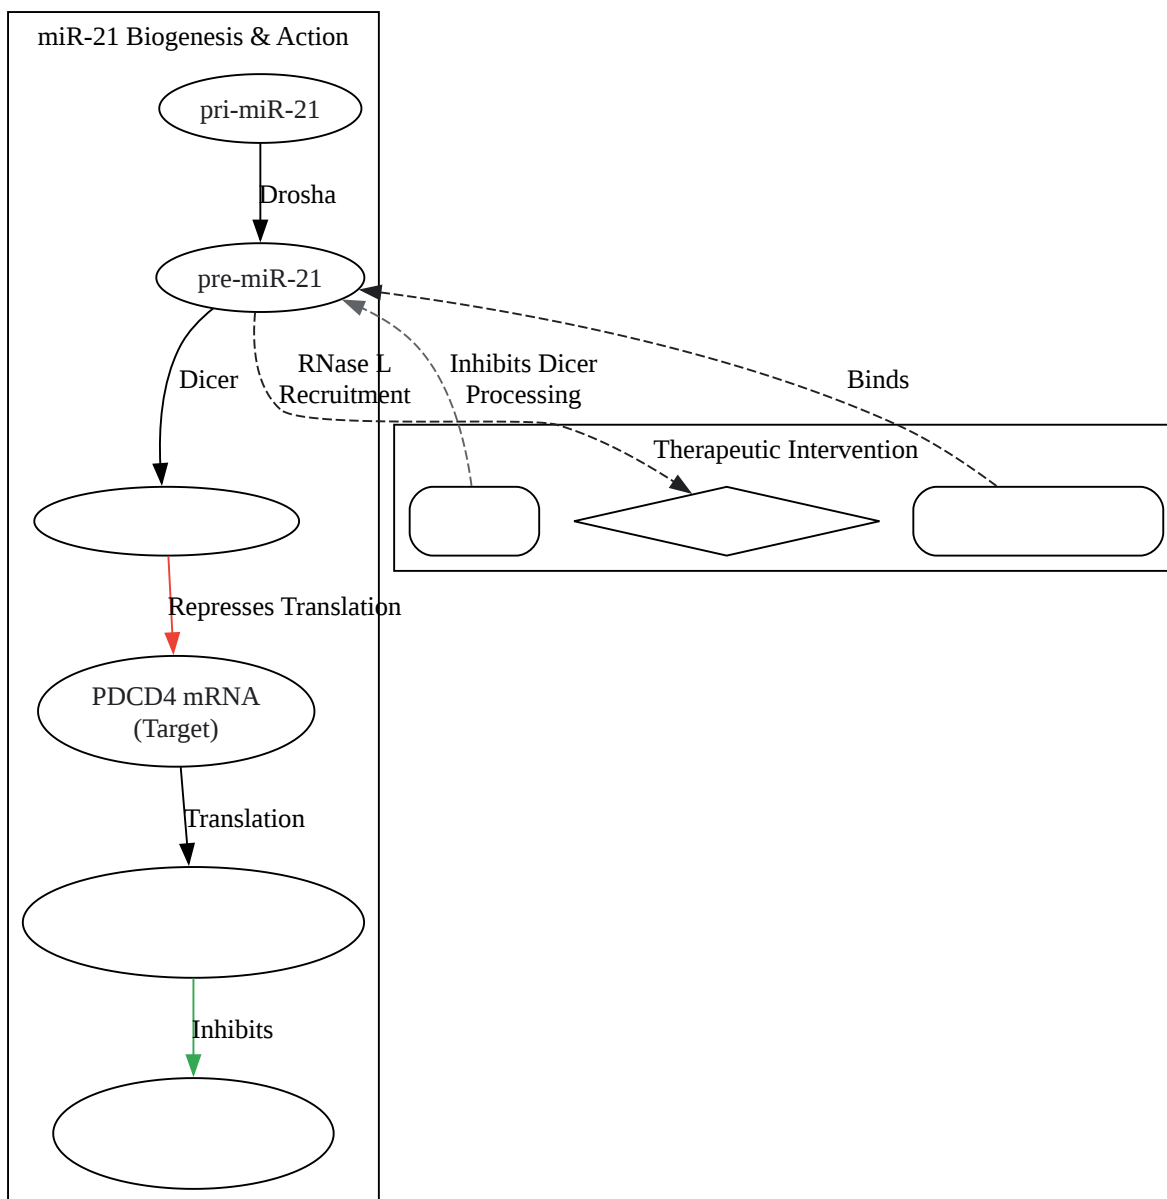 miR-21 Biogenesis & Action
pri-miR-21
Drosha
pre-miR-21
Dicer
RNase L
Recruitment
Inhibits Dicer
Processing
Binds
Therapeutic Intervention
Represses Translation
PDCD4 mRNA
(Target)
Translation
Inhibits